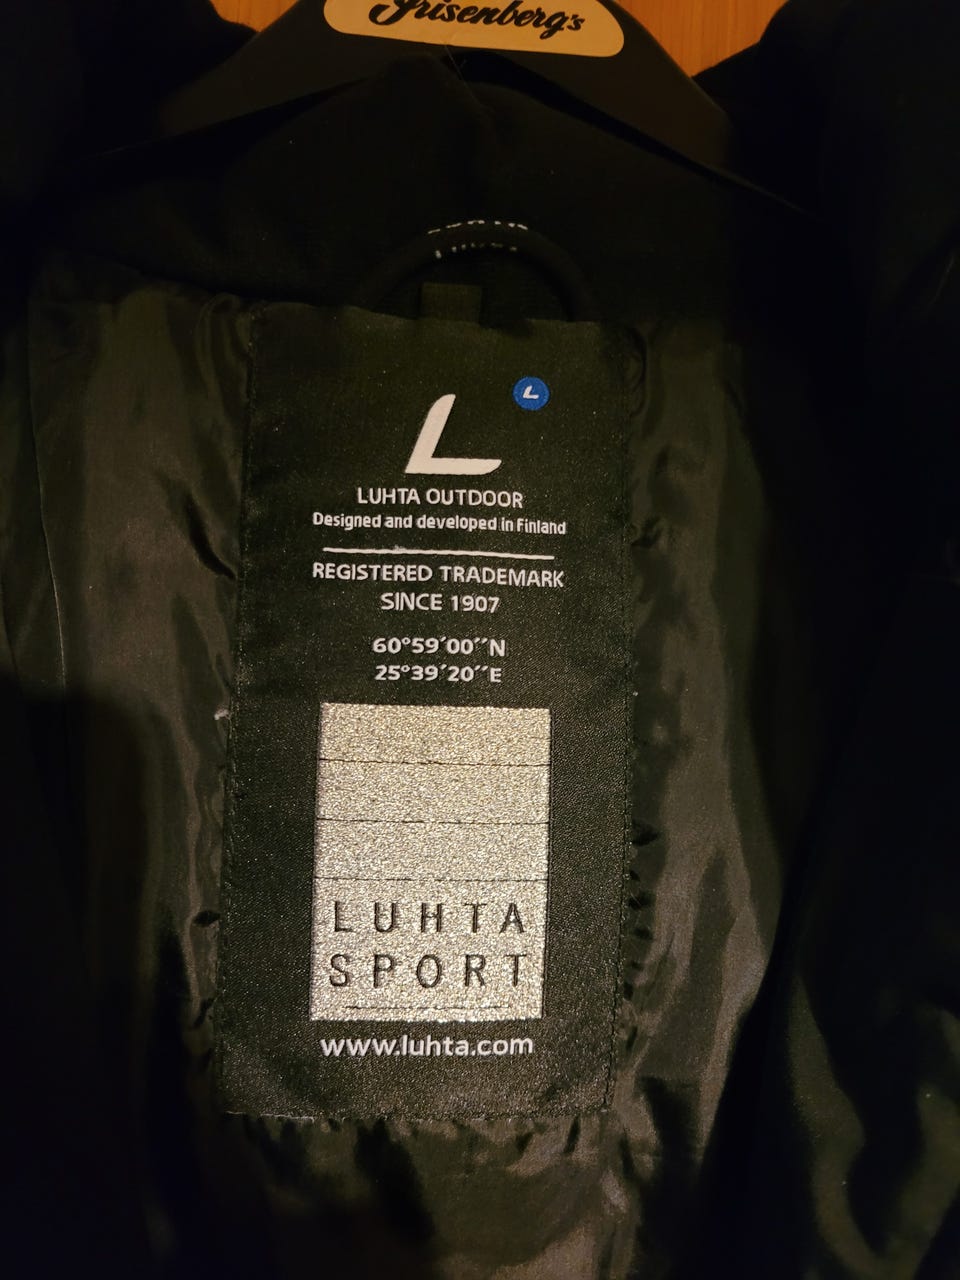 Frisenberg's
L
L
LUHTA OUTDOOR
Designed and developed in Finland
REGISTERED TRADEMARK
SINCE 1907
60°59´00´´N
25°39´20´´E
LUHTA
SPORT
www.luhta.com